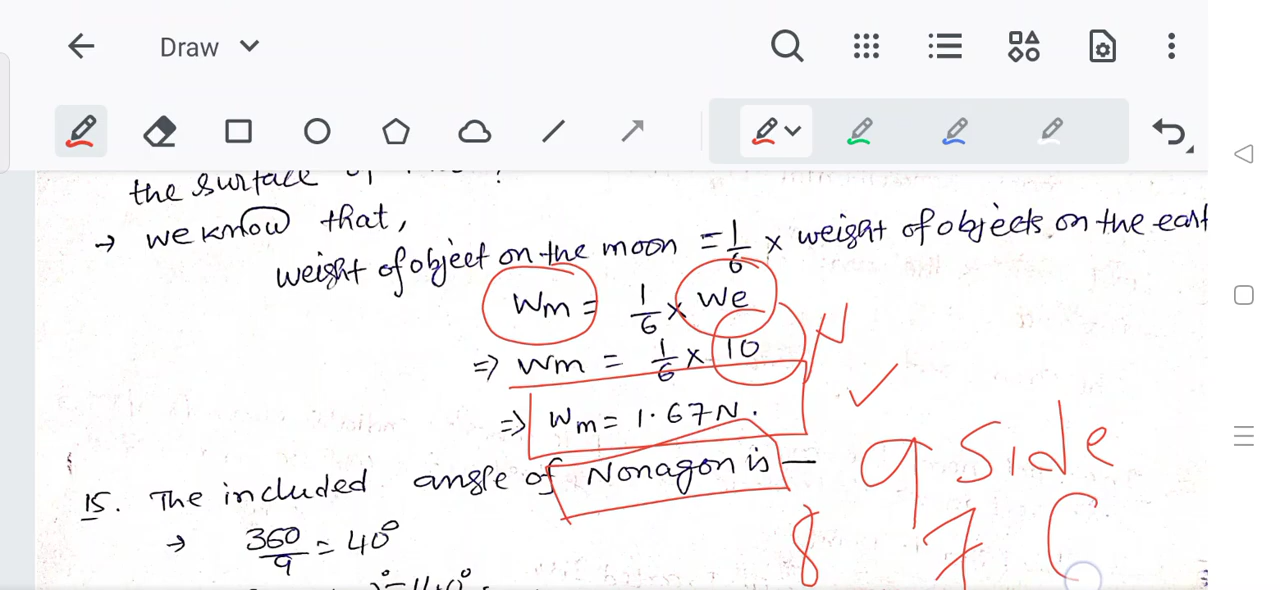 Draw
the surface of
→ we know that,
weight of object on the moon = 1/6 × weight of objects on the eart
Wm = 1/6 × We
⇒ Wm = 1/6 × 10 N
⇒ Wm = 1.67N.
9 side
15. The included angle of Nonagon is —
→ 360/9 = 40°
8 7